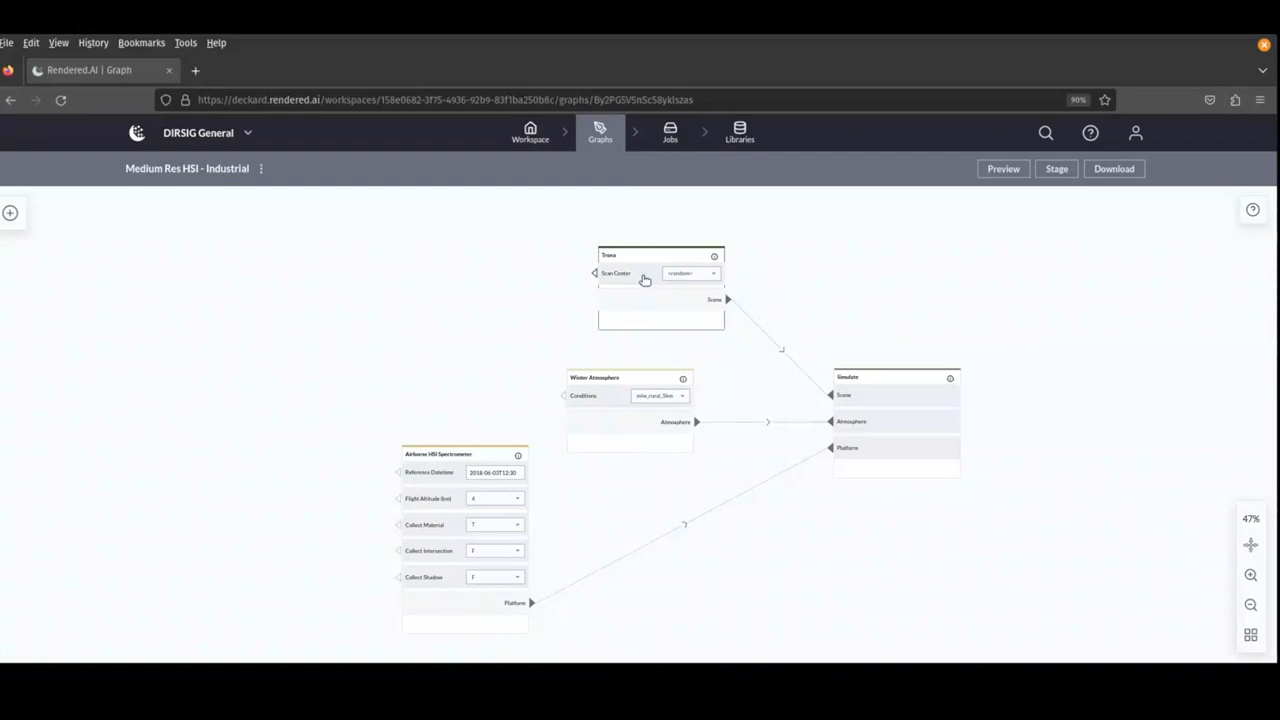 File Edit View History Bookmarks Tools Help
Rendered.AI | Graph
https://deckard.rendered.ai/workspaces/158e0682-3f75-4936-92b9-83f1ba250b8c/graphs/By2PG5VSnSc58yklszas
90%
DIRSIG General
Workspace
Graphs
Jobs
Libraries
Medium Res HSI - Industrial
Preview
Stage
Download
Trona
Scan Center
<random>
Scene
Winter Atmosphere
Conditions
mlw_rural_5km
Atmosphere
Simulate
Scene
Atmosphere
Platform
Airborne HSI Spectrometer
Reference Datetime 2018-06-03T12:30
Flight Altitude (km) 4
Collect Material T
Collect Intersection F
Collect Shadow F
Platform
47%